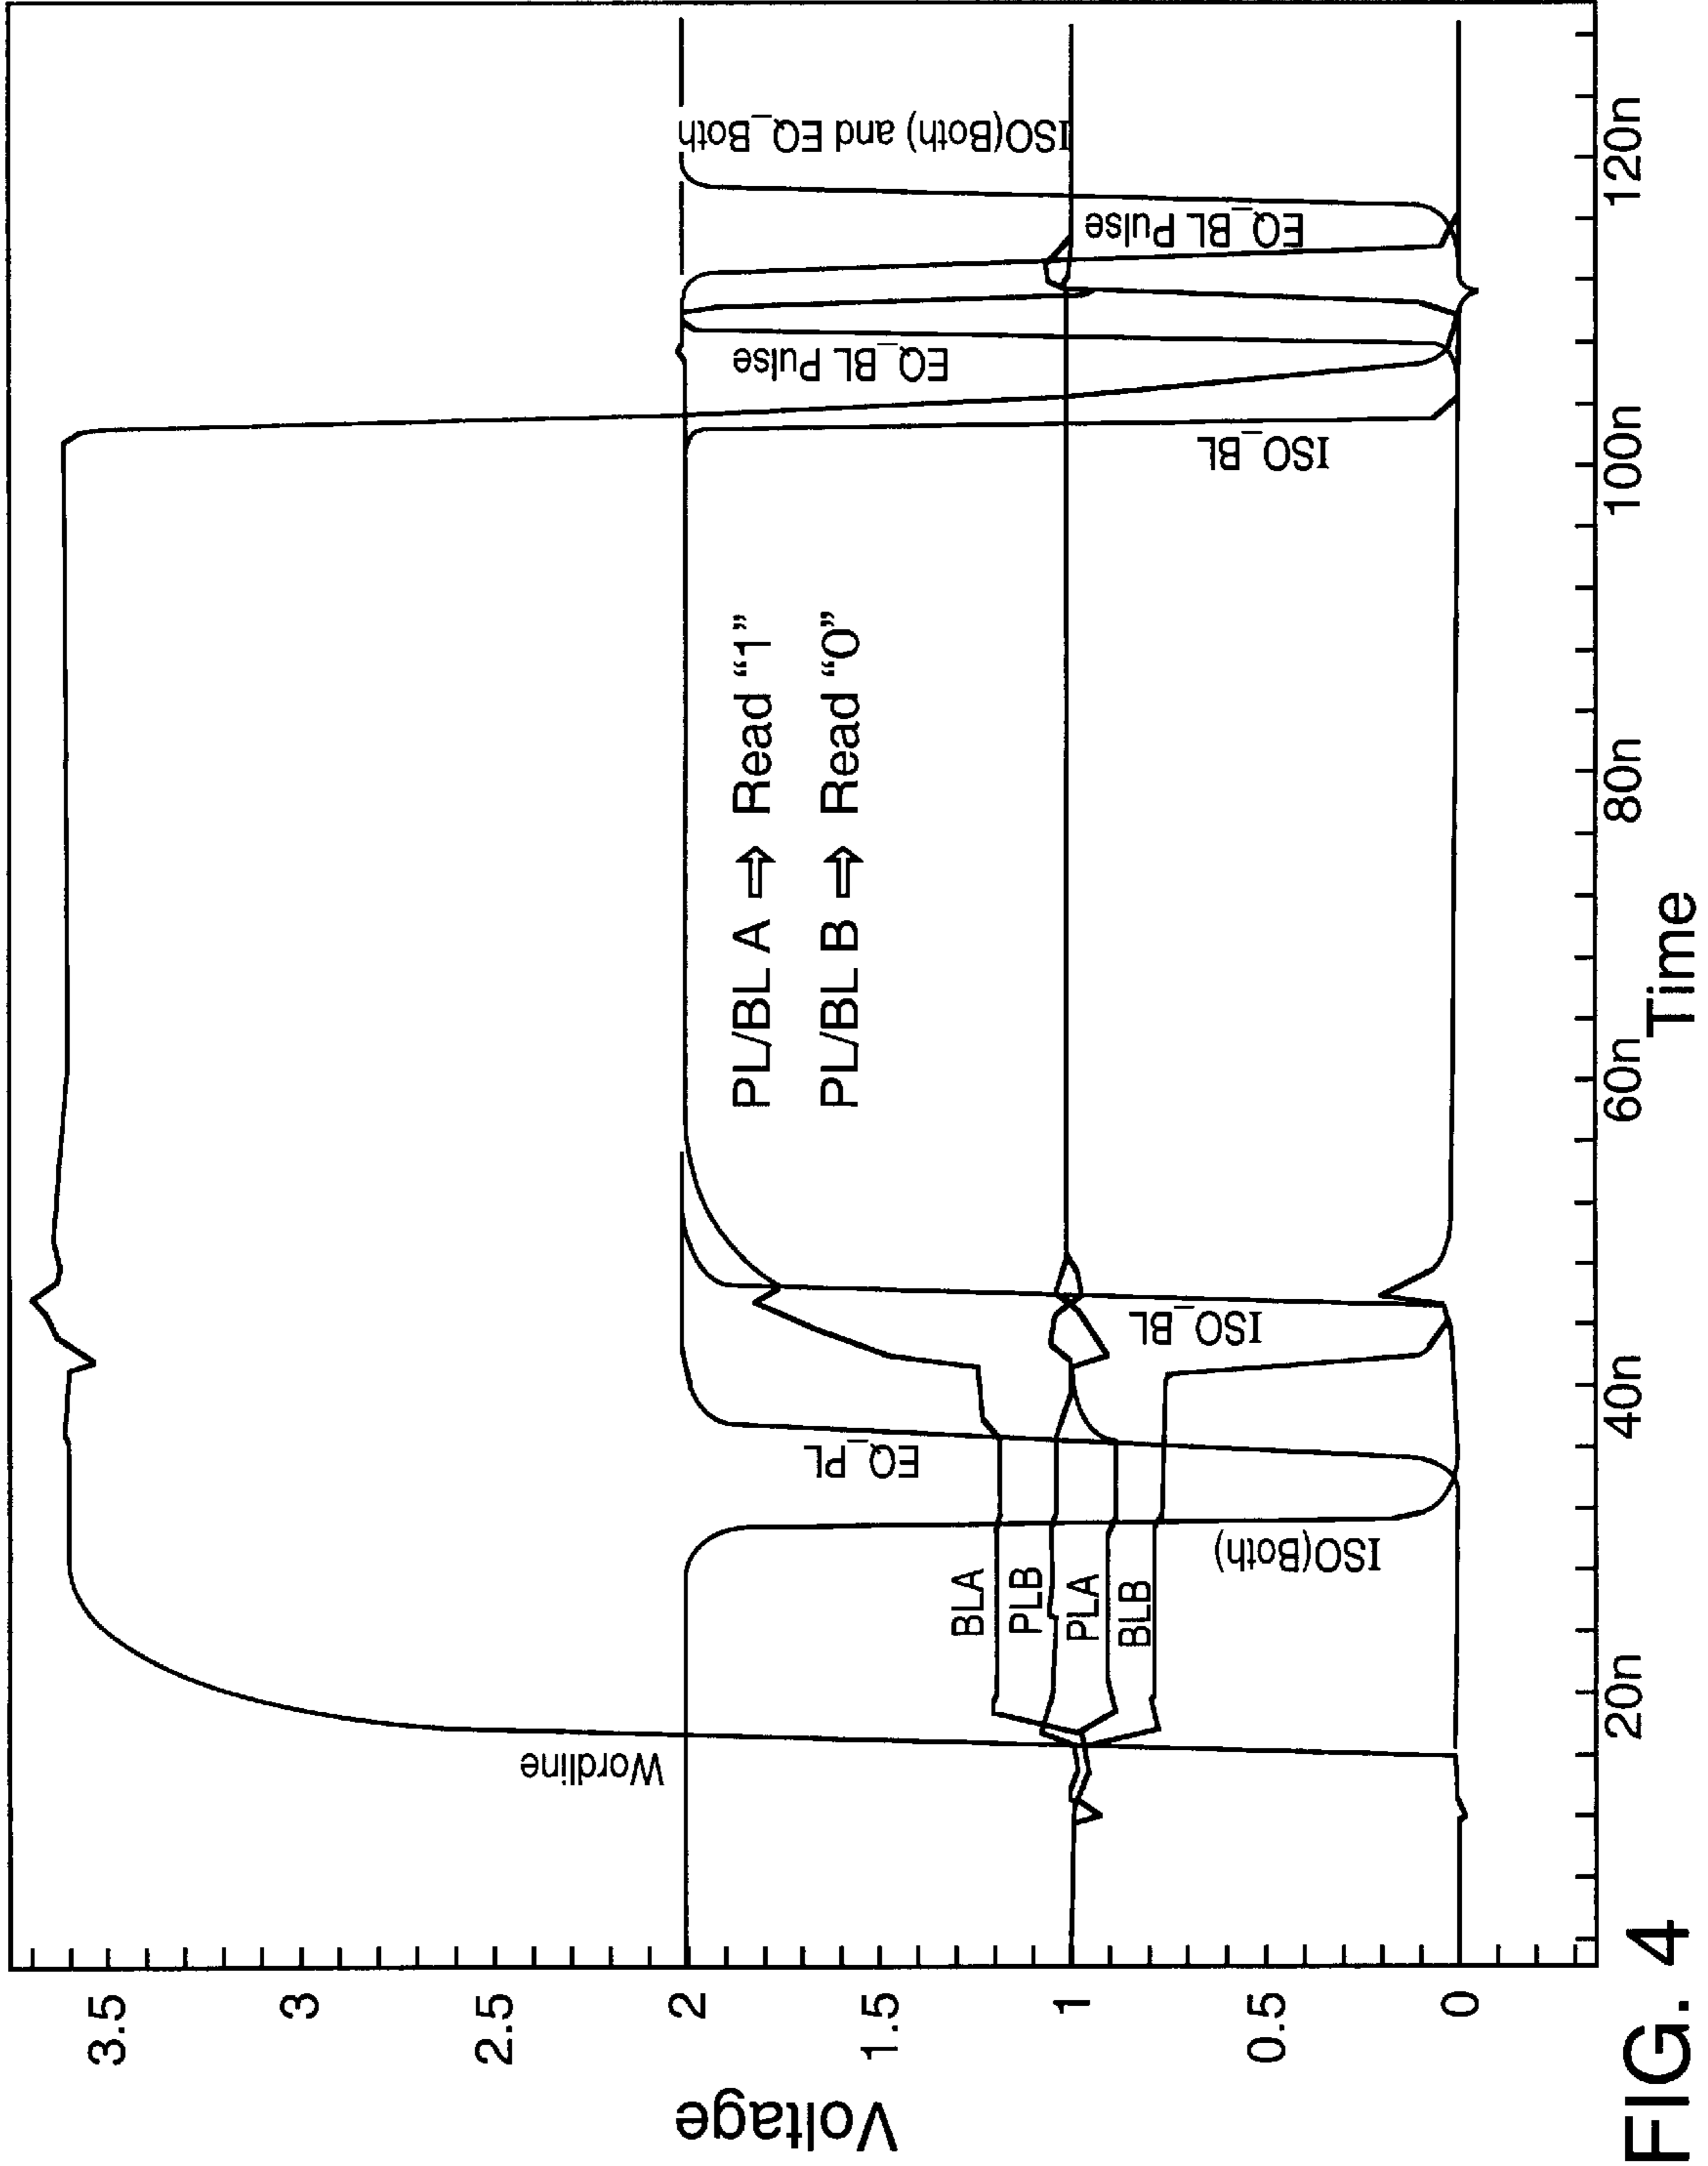 Voltage
3.5
3
2.5
2
1.5
1
0.5
0
Wordline
BLA
PLB
PLA
BLB
ISO(Both)
EQ_PL
ISO_BL
PL/BL A ⇨ Read “1”
PL/BL B ⇨ Read “0”
ISO_BL
EQ_BL Pulse
EQ_BL Pulse
ISO(Both) and EQ_Both
20n
40n
60n
80n
100n
120n
Time
FIG. 4